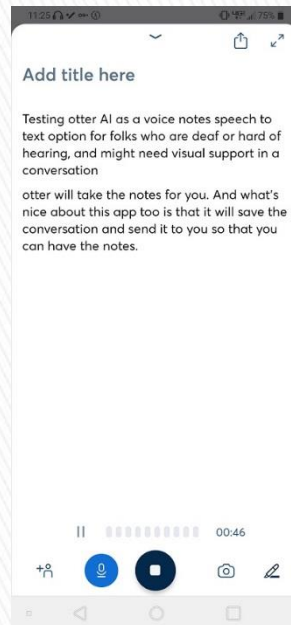 11:25
75%
Add title here
Testing otter AI as a voice notes speech to
text option for folks who are deaf or hard of
hearing, and might need visual support in a
conversation
otter will take the notes for you. And what's
nice about this app too is that it will save the
conversation and send it to you so that you
can have the notes.
00:46